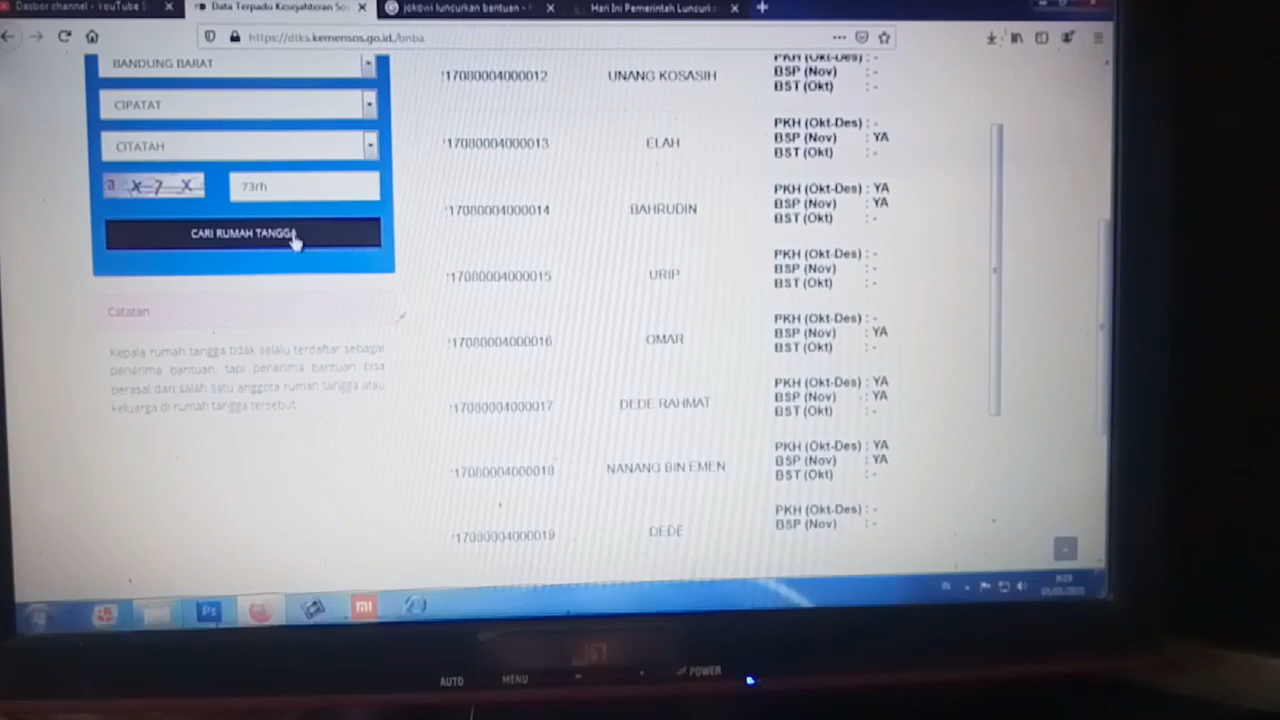 Dasbor channel - YouTube S
Data Terpadu Kesejahteran So
jokowi luncurkan bantuan -
Hari Ini Pemerintah Luncurk
https://dtks.kemensos.go.id/bnba
BANDUNG BARAT
CIPATAT
CITATAH
x 7 X
73rh
CARI RUMAH TANGGA
Catatan
Kepala rumah tangga tidak selalu terdaftar sebagai
penerima bantuan, tapi penerima bantuan bisa
berasal dari salah satu anggota rumah tangga atau
keluarga di rumah tangga tersebut.
17080004000012 UNANG KOSASIH
PKH (Okt-Des) : -
BSP (Nov) : -
BST (Okt) : -
17080004000013 ELAH
PKH (Okt-Des) : -
BSP (Nov) : YA
BST (Okt) : -
17080004000014 BAHRUDIN
PKH (Okt-Des) : YA
BSP (Nov) : YA
BST (Okt) : -
17080004000015 URIP
PKH (Okt-Des) : -
BSP (Nov) : -
BST (Okt) : -
17080004000016 OMAR
PKH (Okt-Des) : -
BSP (Nov) : YA
BST (Okt) : -
17080004000017 DEDE RAHMAT
PKH (Okt-Des) : YA
BSP (Nov) : YA
BST (Okt) : -
17080004000018 NANANG BIN EMEN
PKH (Okt-Des) : YA
BSP (Nov) : YA
BST (Okt) : -
17080004000019 DEDE
PKH (Okt-Des) : -
BSP (Nov) : -
Ps
mi
AUTO MENU POWER